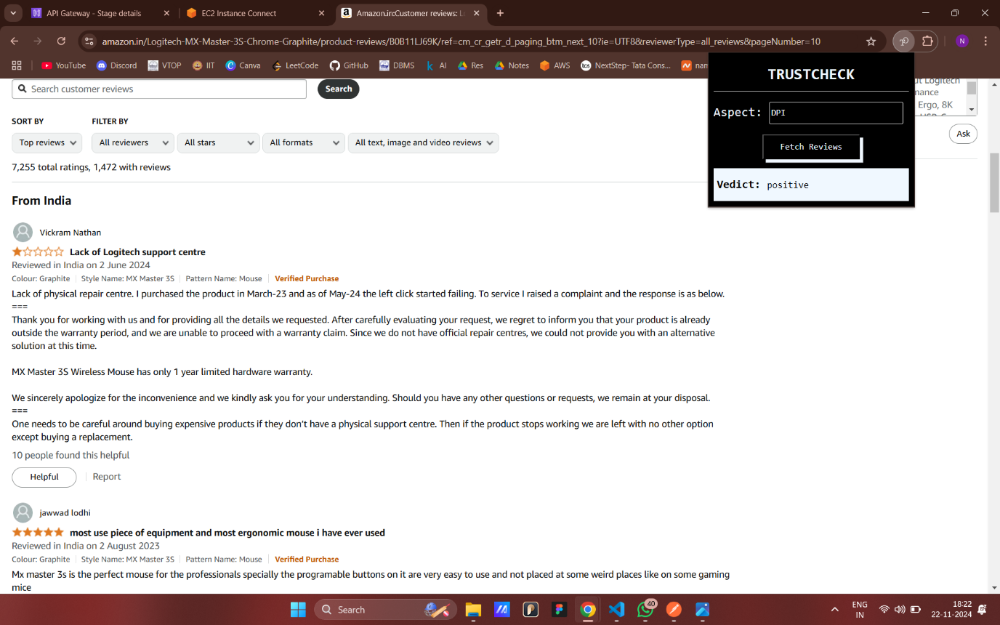 API Gateway - Stage details
EC2 Instance Connect
Amazon.in:Customer reviews: L
amazon.in/Logitech-MX-Master-3S-Chrome-Graphite/product-reviews/B0B11LJ69K/ref=cm_cr_getr_d_paging_btm_next_10?ie=UTF8&reviewerType=all_reviews&pageNumber=10
N
YouTube
Discord
VTOP
IIT
Canva
LeetCode
GitHub
DBMS
AI
Res
Notes
AWS
NextStep- Tata Cons...
nam
Search customer reviews
Search
ut Logitech
nance
Ergo, 8K
TRUSTCHECK
Aspect: DPI
Fetch Reviews
Vedict: positive
Ask
SORT BY
FILTER BY
Top reviews
All reviewers
All stars
All formats
All text, image and video reviews
7,255 total ratings, 1,472 with reviews
From India
Vickram Nathan
Lack of Logitech support centre
Reviewed in India on 2 June 2024
Colour: Graphite | Style Name: MX Master 3S | Pattern Name: Mouse | Verified Purchase
Lack of physical repair centre. I purchased the product in March-23 and as of May-24 the left click started failing. To service I raised a complaint and the response is as below.
===
Thank you for working with us and for providing all the details we requested. After carefully evaluating your request, we regret to inform you that your product is already
outside the warranty period, and we are unable to proceed with a warranty claim. Since we do not have official repair centres, we could not provide you with an alternative
solution at this time.
MX Master 3S Wireless Mouse has only 1 year limited hardware warranty.
We sincerely apologize for the inconvenience and we kindly ask you for your understanding. Should you have any other questions or requests, we remain at your disposal.
===
One needs to be careful around buying expensive products if they don’t have a physical support centre. Then if the product stops working we are left with no other option
except buying a replacement.
10 people found this helpful
Helpful
Report
jawwad lodhi
most use piece of equipment and most ergonomic mouse i have ever used
Reviewed in India on 2 August 2023
Colour: Graphite | Style Name: MX Master 3S | Pattern Name: Mouse | Verified Purchase
Mx master 3s is the perfect mouse for the professionals specially the programable buttons on it are very easy to use and not placed at some weird places like on some gaming
mice
Search
40
ENG
IN
18:22
22-11-2024